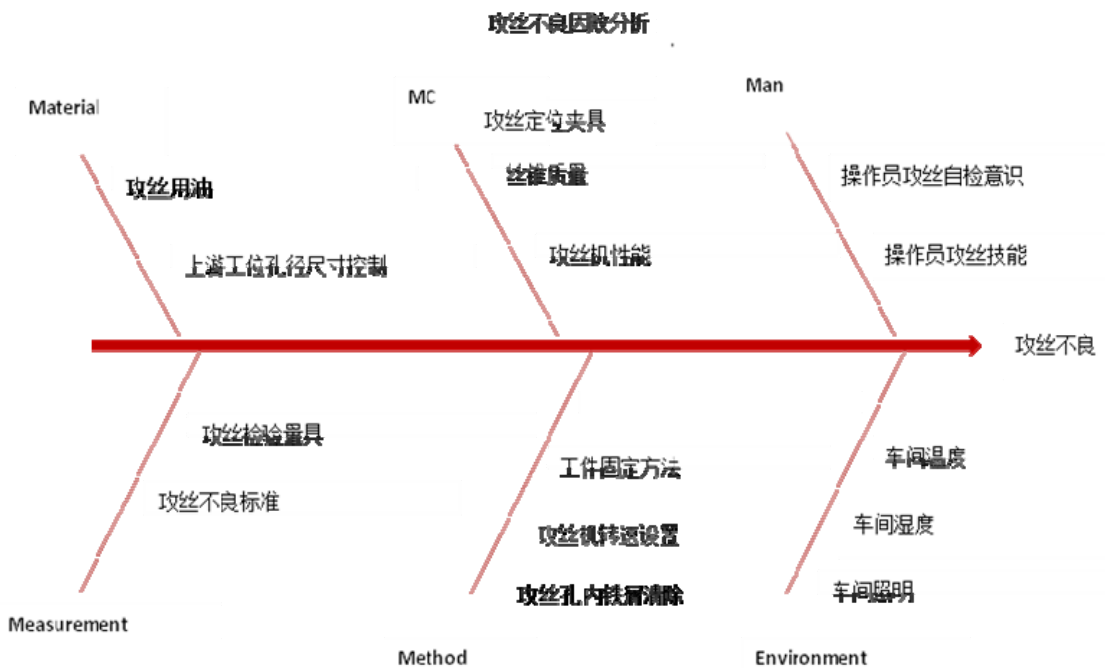 攻丝不良因数分析
Material
MC
Man
攻丝定位夹具
丝锥质量
攻丝用油
操作员攻丝自检意识
上游工位孔径尺寸控制
攻丝机性能
操作员攻丝技能
攻丝不良
攻丝检验量具
攻丝不良标准
工件固定方法
攻丝机转速设置
攻丝孔内铁屑清除
车间温度
车间湿度
车间照明
Measurement
Method
Environment